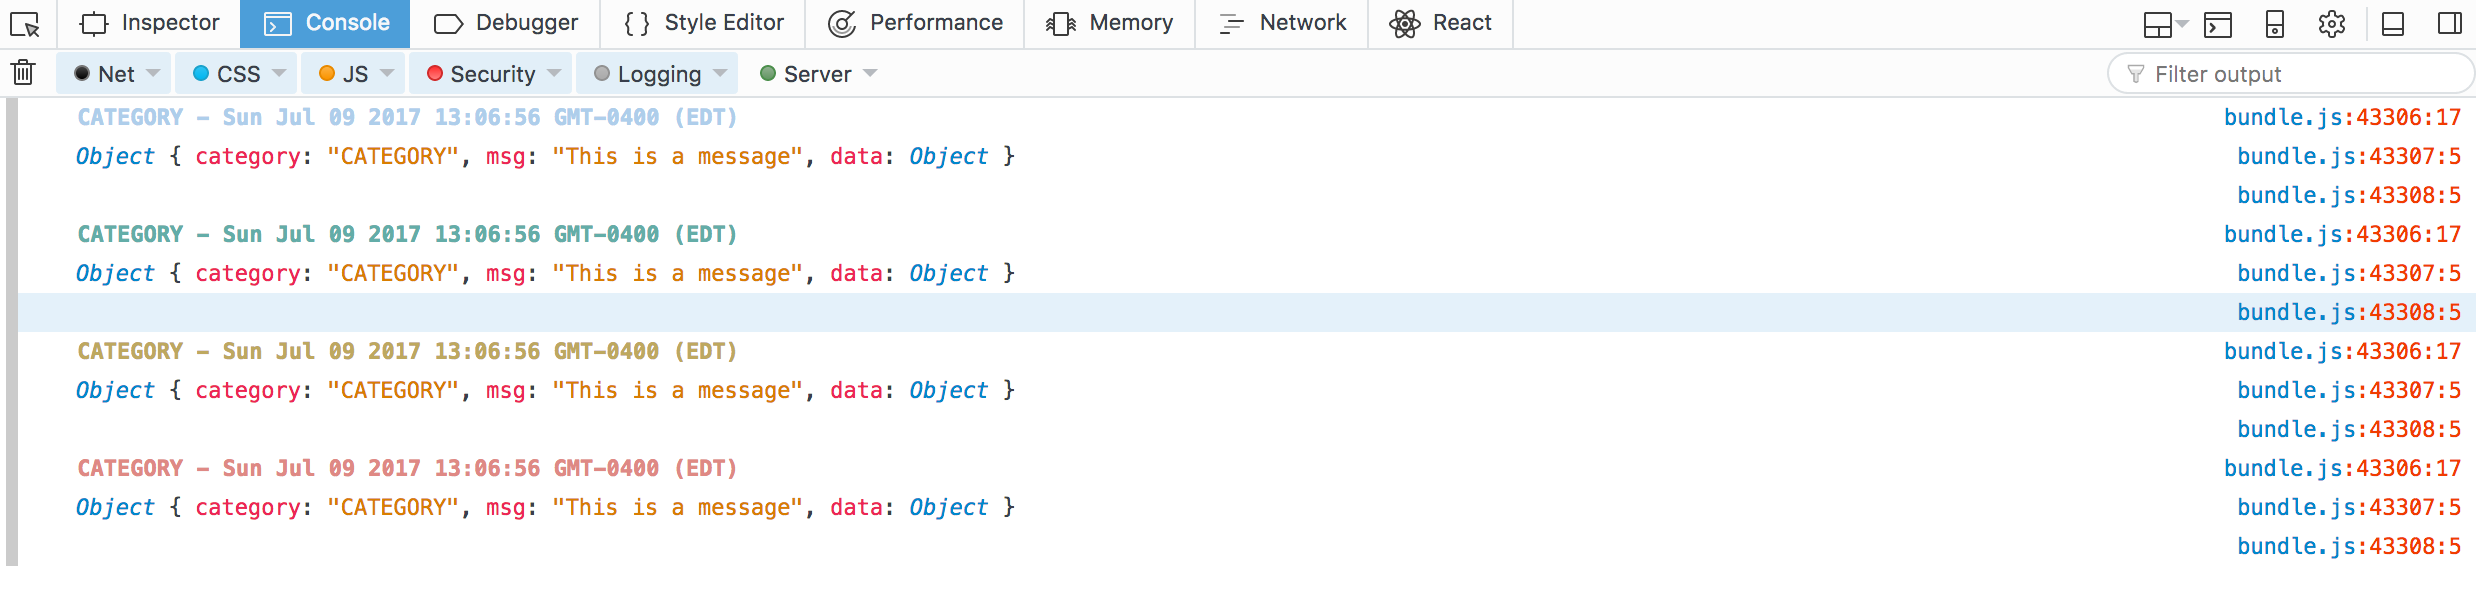 Inspector Console Debugger { } Style Editor Performance Memory Network React
Net CSS JS Security Logging Server Filter output
CATEGORY - Sun Jul 09 2017 13:06:56 GMT-0400 (EDT) bundle.js:43306:17
Object { category: "CATEGORY", msg: "This is a message", data: Object } bundle.js:43307:5
bundle.js:43308:5
CATEGORY - Sun Jul 09 2017 13:06:56 GMT-0400 (EDT) bundle.js:43306:17
Object { category: "CATEGORY", msg: "This is a message", data: Object } bundle.js:43307:5
bundle.js:43308:5
CATEGORY - Sun Jul 09 2017 13:06:56 GMT-0400 (EDT) bundle.js:43306:17
Object { category: "CATEGORY", msg: "This is a message", data: Object } bundle.js:43307:5
bundle.js:43308:5
CATEGORY - Sun Jul 09 2017 13:06:56 GMT-0400 (EDT) bundle.js:43306:17
Object { category: "CATEGORY", msg: "This is a message", data: Object } bundle.js:43307:5
bundle.js:43308:5